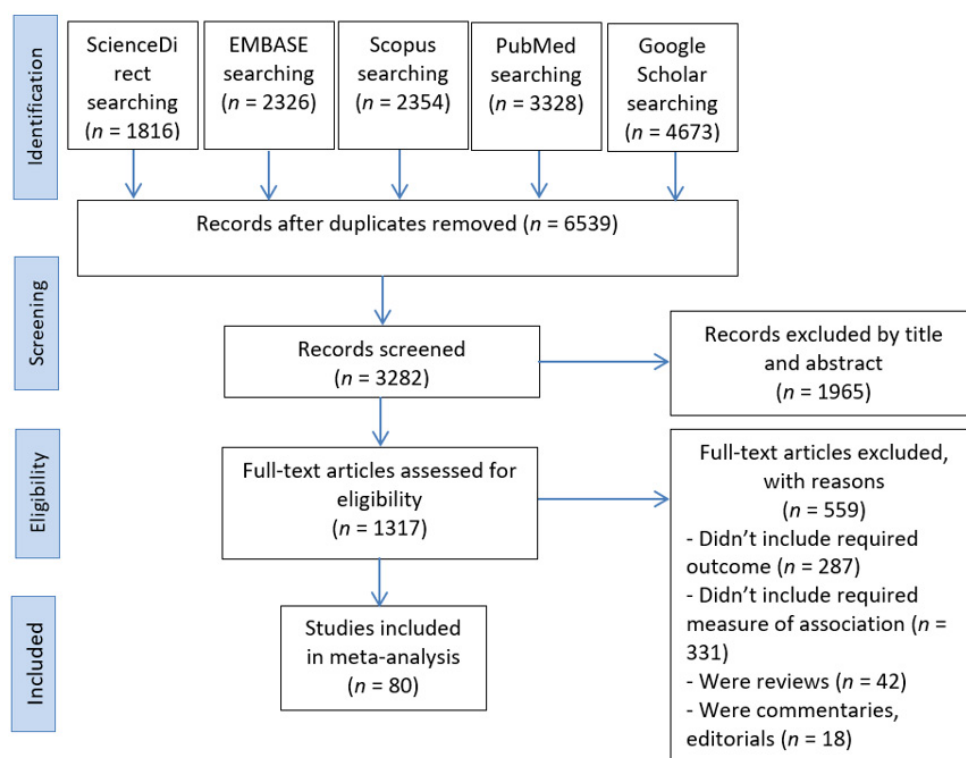 Identification
ScienceDi
rect
searching
(n = 1816)
EMBASE
searching
(n = 2326)
Scopus
searching
(n = 2354)
PubMed
searching
(n = 3328)
Google
Scholar
searching
(n = 4673)
Records after duplicates removed (n = 6539)
Screening
Records screened
(n = 3282)
Records excluded by title
and abstract
(n = 1965)
Eligibility
Full-text articles assessed for
eligibility
(n = 1317)
Full-text articles excluded,
with reasons
(n = 559)
- Didn’t include required
outcome (n = 287)
- Didn’t include required
measure of association (n =
331)
- Were reviews (n = 42)
- Were commentaries,
editorials (n = 18)
Included
Studies included
in meta-analysis
(n = 80)